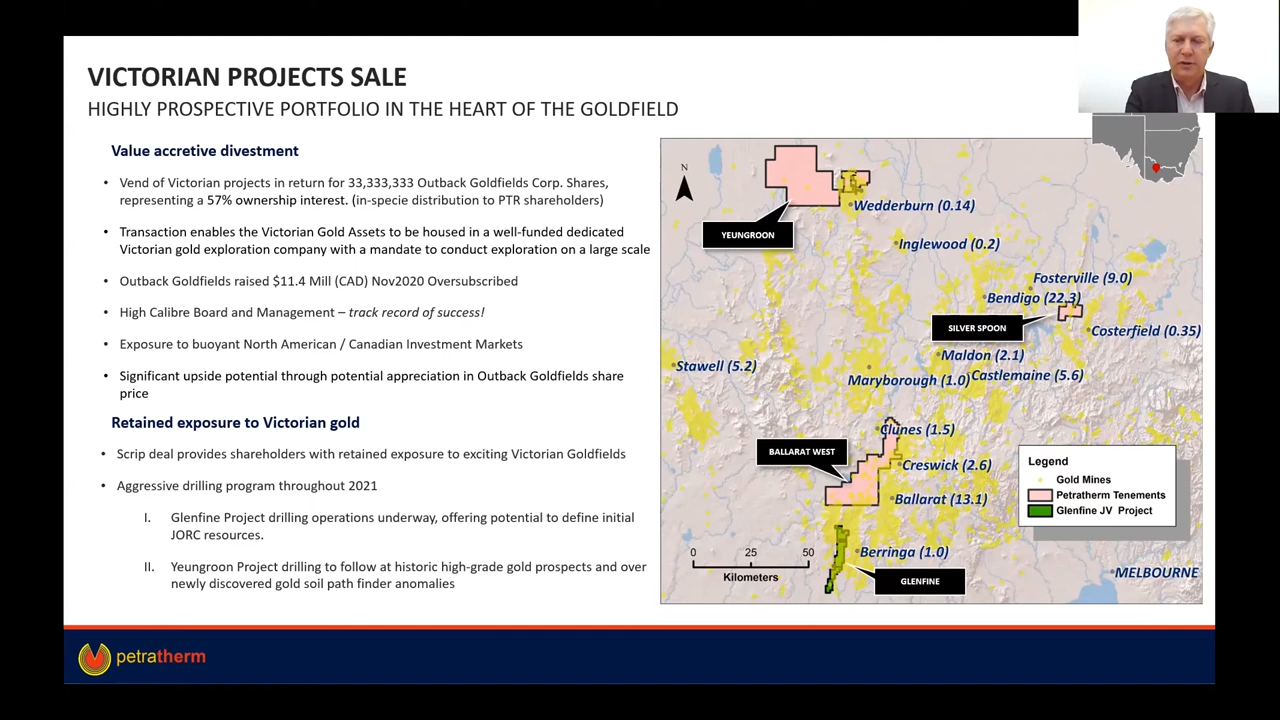 VICTORIAN PROJECTS SALE
HIGHLY PROSPECTIVE PORTFOLIO IN THE HEART OF THE GOLDFIELD
Value accretive divestment
• Vend of Victorian projects in return for 33,333,333 Outback Goldfields Corp. Shares,
representing a 57% ownership interest. (in-specie distribution to PTR shareholders)
• Transaction enables the Victorian Gold Assets to be housed in a well-funded dedicated
Victorian gold exploration company with a mandate to conduct exploration on a large scale
• Outback Goldfields raised $11.4 Mill (CAD) Nov2020 Oversubscribed
• High Calibre Board and Management – track record of success!
• Exposure to buoyant North American / Canadian Investment Markets
• Significant upside potential through potential appreciation in Outback Goldfields share
price
Retained exposure to Victorian gold
• Scrip deal provides shareholders with retained exposure to exciting Victorian Goldfields
• Aggressive drilling program throughout 2021
I. Glenfine Project drilling operations underway, offering potential to define initial
JORC resources.
II. Yeungroon Project drilling to follow at historic high-grade gold prospects and over
newly discovered gold soil path finder anomalies
N
Wedderburn (0.14)
YEUNGROON
Inglewood (0.2)
Fosterville (9.0)
Bendigo (22.3)
SILVER SPOON
Costerfield (0.35)
Maldon (2.1)
Stawell (5.2)
Maryborough (1.0)
Castlemaine (5.6)
Clunes (1.5)
BALLARAT WEST
Creswick (2.6)
Ballarat (13.1)
Legend
Gold Mines
Petratherm Tenements
Glenfine JV Project
0 25 50
Kilometers
Berringa (1.0)
GLENFINE
MELBOURNE
petratherm